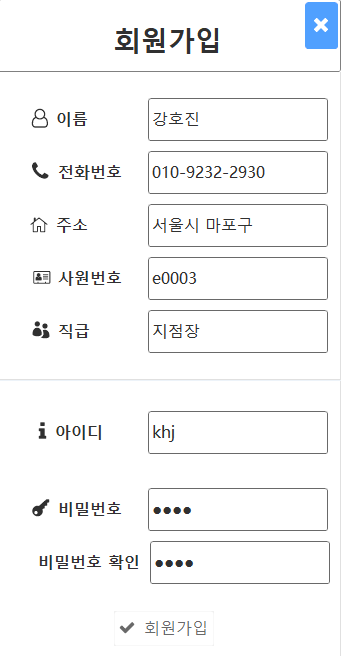 회원가입
이름 강호진
전화번호 010-9232-2930
주소 서울시 마포구
사원번호 e0003
직급 지점장
아이디 khj
비밀번호 ●●●●
비밀번호 확인 ●●●●
회원가입